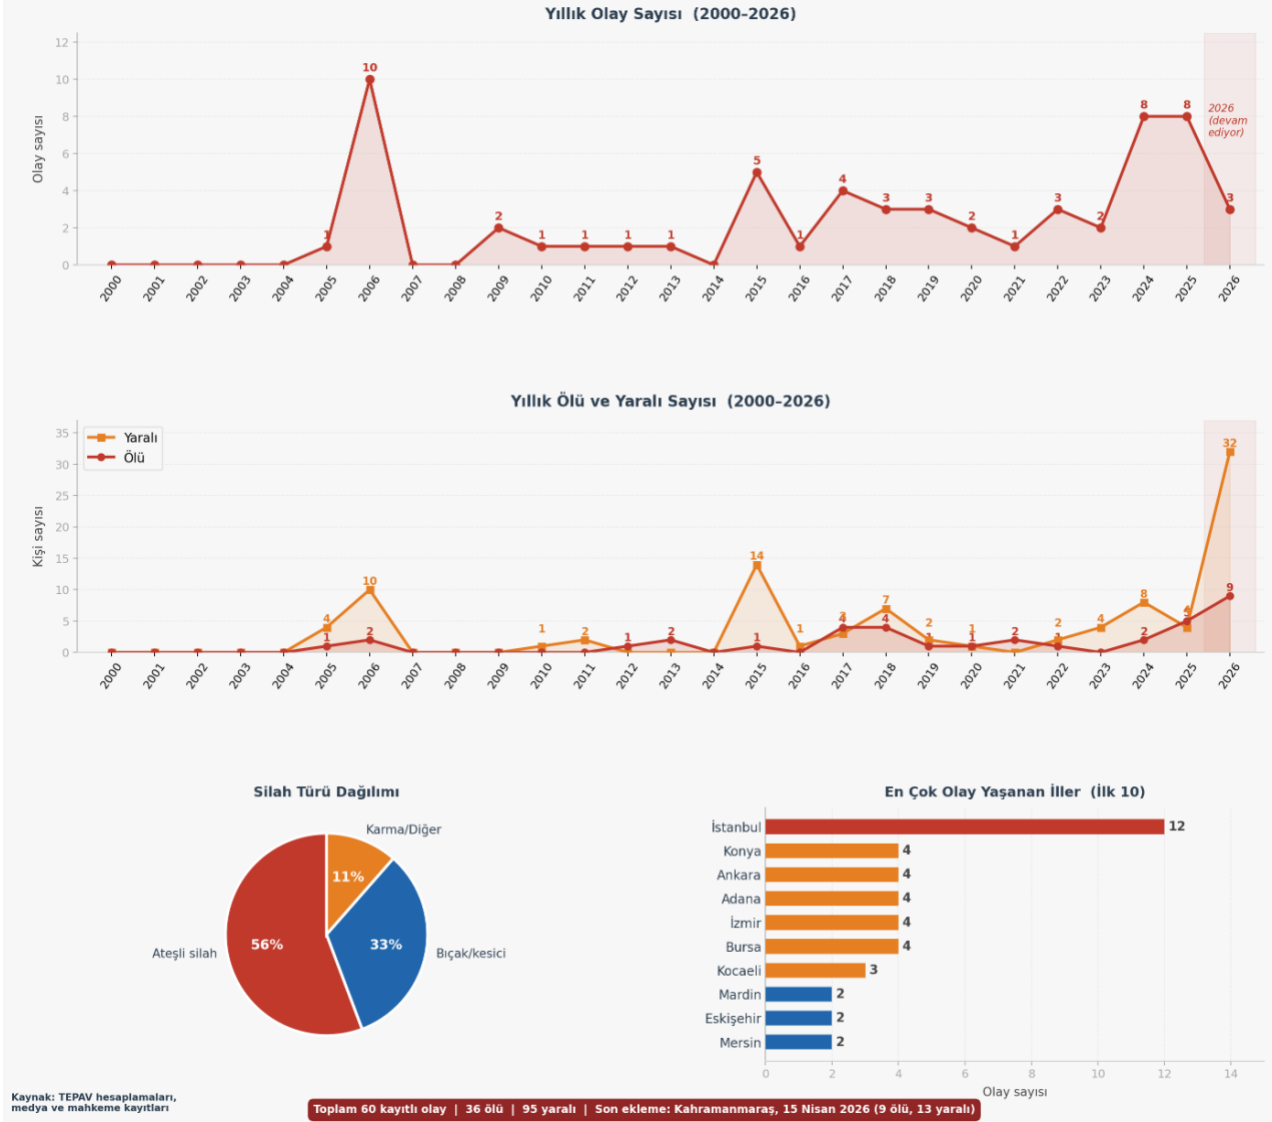 Yıllık Olay Sayısı (2000–2026)
Olay sayısı
12
10
8
6
4
2
0
1
10
2
1
1
1
1
5
1
4
3
3
2
1
3
2
8
8
3
2026
(devam
ediyor)
2000 2001 2002 2003 2004 2005 2006 2007 2008 2009 2010 2011 2012 2013 2014 2015 2016 2017 2018 2019 2020 2021 2022 2023 2024 2025 2026
Yıllık Ölü ve Yaralı Sayısı (2000–2026)
Yaralı
Ölü
Kişi sayısı
35
30
25
20
15
10
5
0
4
10
1
2
14
1
3
7
2
1
2
4
8
4
32
1
2
1
2
1
4
4
1
1
2
1
2
5
9
2000 2001 2002 2003 2004 2005 2006 2007 2008 2009 2010 2011 2012 2013 2014 2015 2016 2017 2018 2019 2020 2021 2022 2023 2024 2025 2026
Silah Türü Dağılımı
Karma/Diğer
11%
Ateşli silah
56%
33%
Bıçak/kesici
En Çok Olay Yaşanan İller (İlk 10)
İstanbul 12
Konya 4
Ankara 4
Adana 4
İzmir 4
Bursa 4
Kocaeli 3
Mardin 2
Eskişehir 2
Mersin 2
0 2 4 6 8 10 12 14
Olay sayısı
Kaynak: TEPAV hesaplamaları,
medya ve mahkeme kayıtları
Toplam 60 kayıtlı olay | 36 ölü | 95 yaralı | Son ekleme: Kahramanmaraş, 15 Nisan 2026 (9 ölü, 13 yaralı)